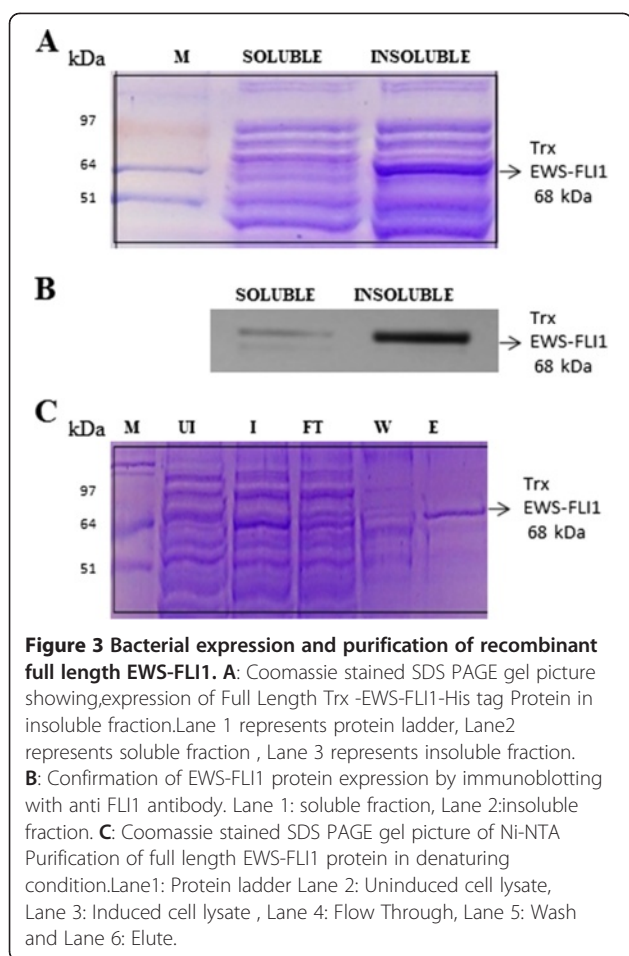 A
kDa M SOLUBLE INSOLUBLE
97
64
51
Trx
EWS-FLI1
68 kDa
B
SOLUBLE INSOLUBLE
Trx
EWS-FLI1
68 kDa
C
kDa M UI I FT W E
97
64
51
Trx
EWS-FLI1
68 kDa
Figure 3 Bacterial expression and purification of recombinant
full length EWS-FLI1. A: Coomassie stained SDS PAGE gel picture
showing,expression of Full Length Trx -EWS-FLI1-His tag Protein in
insoluble fraction.Lane 1 represents protein ladder, Lane2
represents soluble fraction , Lane 3 represents insoluble fraction.
B: Confirmation of EWS-FLI1 protein expression by immunoblotting
with anti FLI1 antibody. Lane 1: soluble fraction, Lane 2:insoluble
fraction. C: Coomassie stained SDS PAGE gel picture of Ni-NTA
Purification of full length EWS-FLI1 protein in denaturing
condition.Lane1: Protein ladder Lane 2: Uninduced cell lysate,
Lane 3: Induced cell lysate , Lane 4: Flow Through, Lane 5: Wash
and Lane 6: Elute.